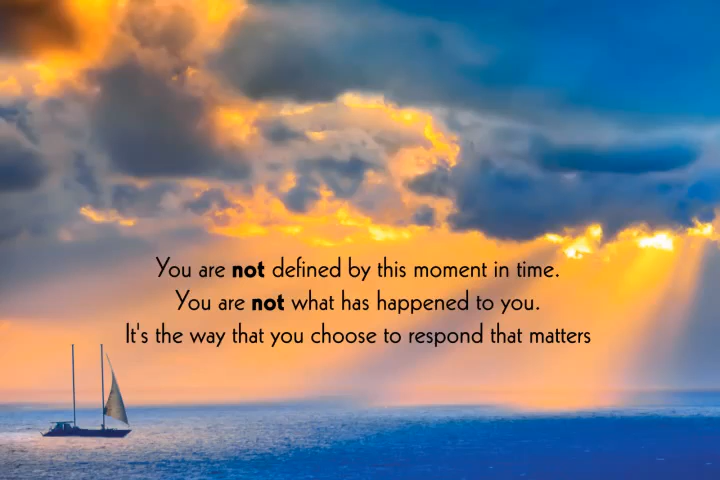 You are not defined by this moment in time.
You are not what has happened to you.
It's the way that you choose to respond that matters